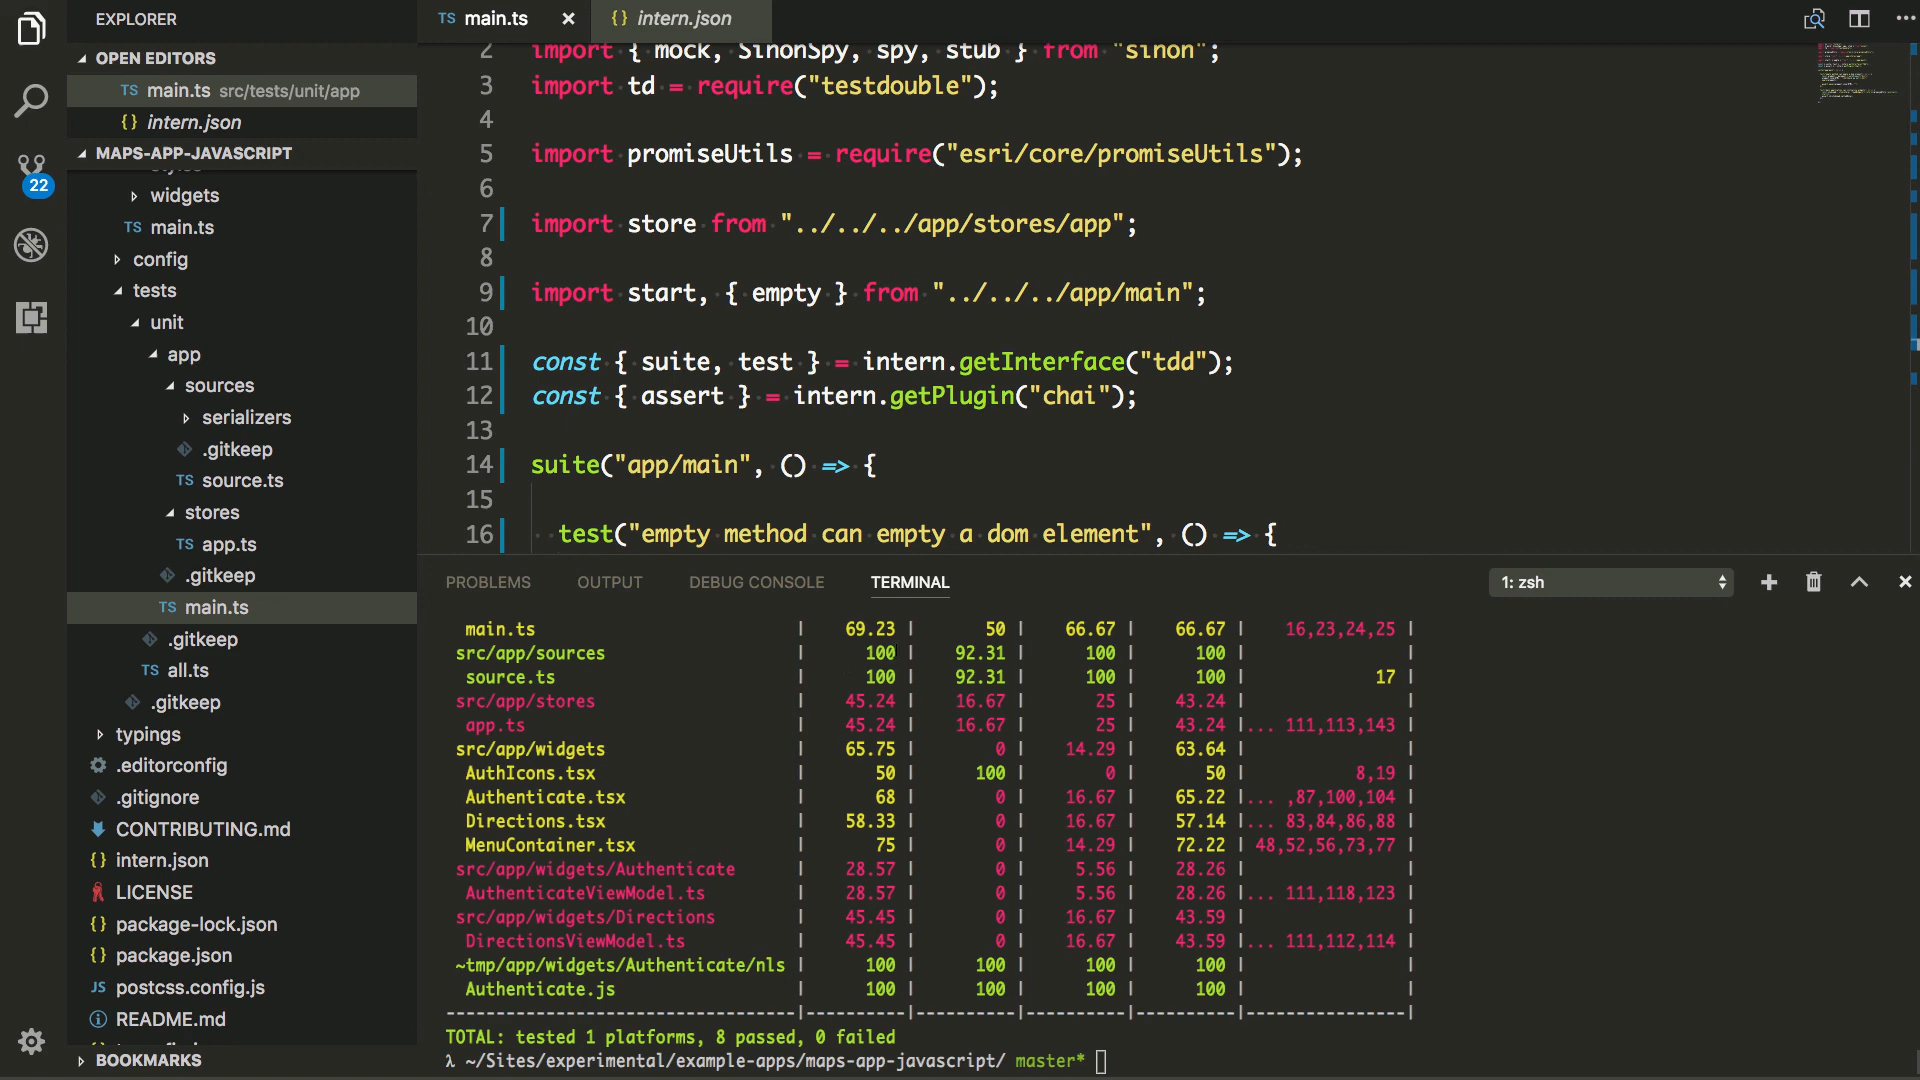 EXPLORER
OPEN EDITORS
TS main.ts src/tests/unit/app
{} intern.json
MAPS-APP-JAVASCRIPT
widgets
TS main.ts
config
tests
unit
app
sources
serializers
.gitkeep
TS source.ts
stores
TS app.ts
.gitkeep
TS main.ts
.gitkeep
TS all.ts
.gitkeep
typings
.editorconfig
.gitignore
CONTRIBUTING.md
{} intern.json
LICENSE
{} package-lock.json
{} package.json
JS postcss.config.js
README.md
BOOKMARKS
22
TS main.ts ×
{} intern.json
2 import { mock, SinonSpy, spy, stub } from "sinon";
3 import td = require("testdouble");
4
5 import promiseUtils = require("esri/core/promiseUtils");
6
7 import store from "../../../app/stores/app";
8
9 import start, { empty } from "../../../app/main";
10
11 const { suite, test } = intern.getInterface("tdd");
12 const { assert } = intern.getPlugin("chai");
13
14 suite("app/main", () => {
15
16 test("empty method can empty a dom element", () => {
PROBLEMS OUTPUT DEBUG CONSOLE TERMINAL 1: zsh
main.ts | 69.23 | 50 | 66.67 | 66.67 | 16,23,24,25 |
src/app/sources | 100 | 92.31 | 100 | 100 | |
source.ts | 100 | 92.31 | 100 | 100 | 17 |
src/app/stores | 45.24 | 16.67 | 25 | 43.24 | |
app.ts | 45.24 | 16.67 | 25 | 43.24 |... 111,113,143 |
src/app/widgets | 65.75 | 0 | 14.29 | 63.64 | |
AuthIcons.tsx | 50 | 100 | 0 | 50 | 8,19 |
Authenticate.tsx | 68 | 0 | 16.67 | 65.22 |... ,87,100,104 |
Directions.tsx | 58.33 | 0 | 16.67 | 57.14 |... 83,84,86,88 |
MenuContainer.tsx | 75 | 0 | 14.29 | 72.22 | 48,52,56,73,77 |
src/app/widgets/Authenticate | 28.57 | 0 | 5.56 | 28.26 | |
AuthenticateViewModel.ts | 28.57 | 0 | 5.56 | 28.26 |... 111,118,123 |
src/app/widgets/Directions | 45.45 | 0 | 16.67 | 43.59 | |
DirectionsViewModel.ts | 45.45 | 0 | 16.67 | 43.59 |... 111,112,114 |
~tmp/app/widgets/Authenticate/nls | 100 | 100 | 100 | 100 | |
Authenticate.js | 100 | 100 | 100 | 100 | |
-----------------------------------|----------|----------|----------|----------|----------------|
TOTAL: tested 1 platforms, 8 passed, 0 failed
λ ~/Sites/experimental/example-apps/maps-app-javascript/ master*